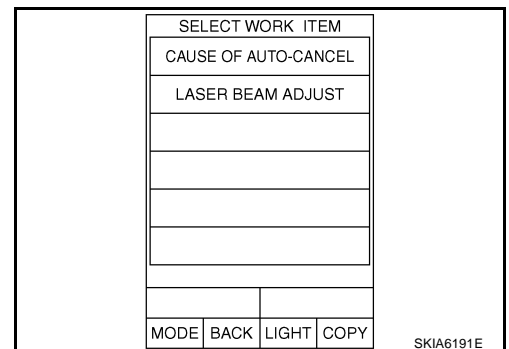 SELECT WORK ITEM
CAUSE OF AUTO-CANCEL
LASER BEAM ADJUST
MODE BACK LIGHT COPY
SKIA6191E